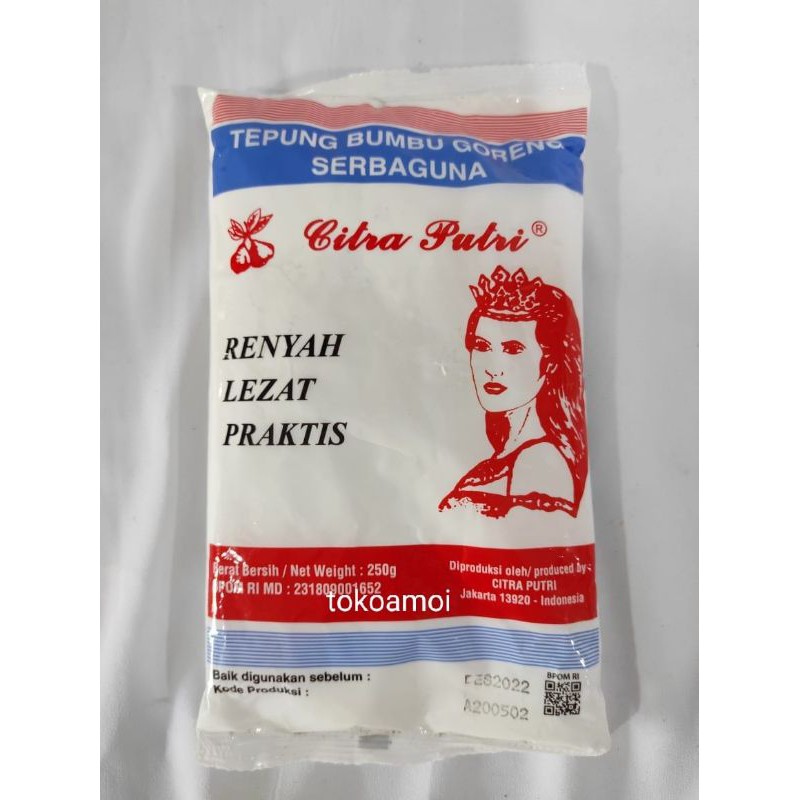 TEPUNG BUMBU GORENG
SERBAGUNA
Citra Putri®
RENYAH
LEZAT
PRAKTIS
Berat Bersih / Net Weight : 250g
BPOM RI MD : 231809001652
Diproduksi oleh/ produced by :
CITRA PUTRI
Jakarta 13920 - Indonesia
tokoamoi
Baik digunakan sebelum :
DES2022
BPOM RI
Kode Produksi :
A200502